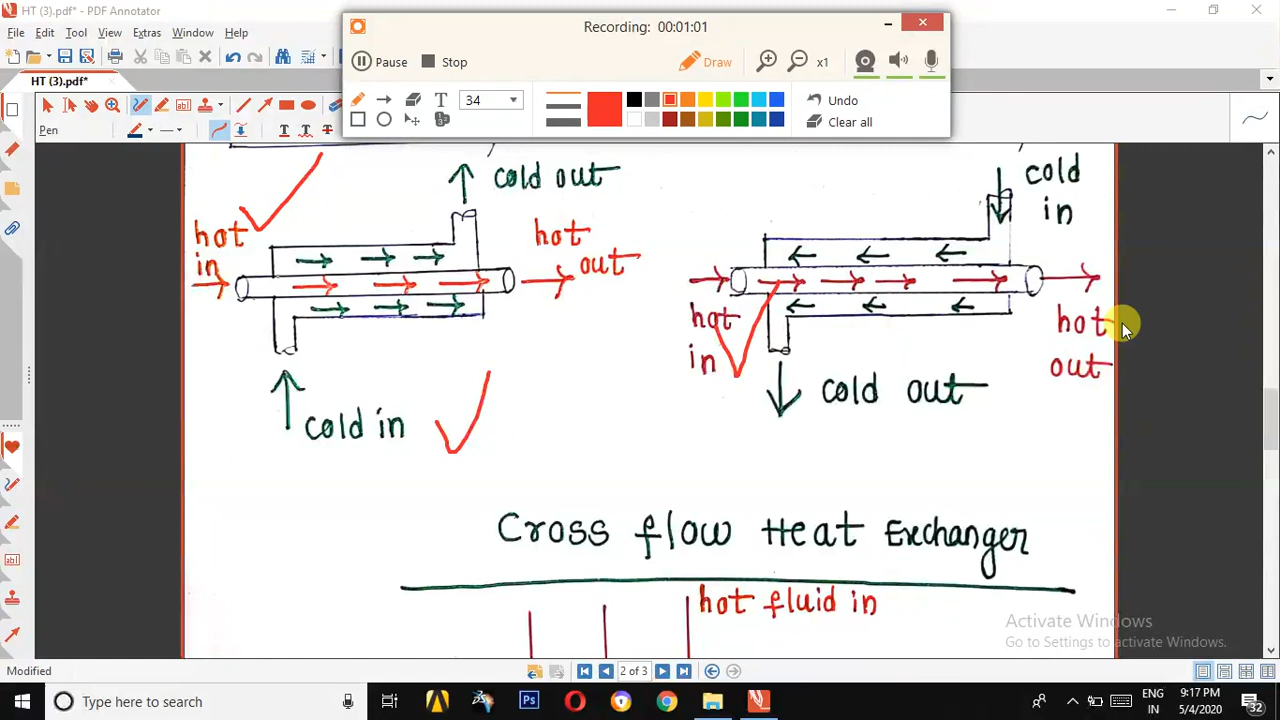 HT (3).pdf* - PDF Annotator
Recording: 00:01:01
File Edit Tool View Extras Window Help
Pause Stop Draw x1
HT (3).pdf*
T 34 Undo
Pen
Clear all
cold out
cold
in
hot
in
hot
out
hot
in
hot
out
cold in
cold out
Cross flow Heat Exchanger
hot fluid in
Activate Windows
Go to Settings to activate Windows.
Modified
2 of 3
Type here to search
Ps
ENG
IN
9:17 PM
5/4/2020
32